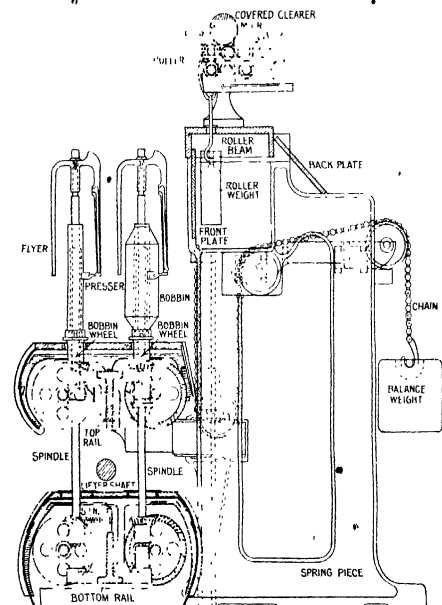 COVERED CLEARER
ROLLER
BEAM
BACK PLATE
ROLLER
WEIGHT
FRONT
PLATE
FLYER
PRESSER
BOBBIN
CHAIN
BOBBIN
WHEEL
BOBBIN
WHEEL
BALANCE
WEIGHT
TOP
RAIL
SPINDLE
SPINDLE
LIFTER SHAFT
SPRING PIECE
BOTTOM RAIL